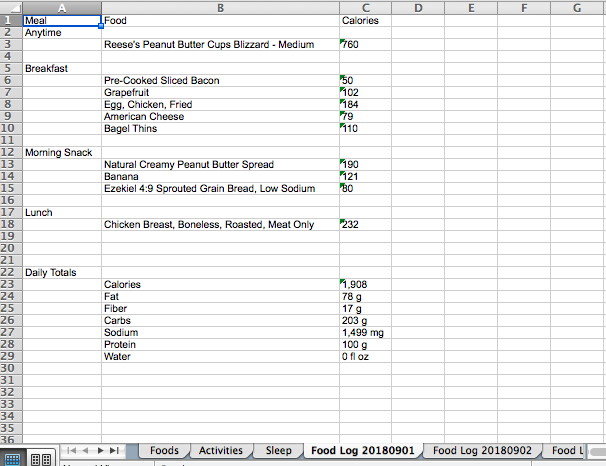 A B C D E F G
1 Meal Food Calories
2 Anytime
3 Reese's Peanut Butter Cups Blizzard - Medium 760
4
5 Breakfast
6 Pre-Cooked Sliced Bacon 50
7 Grapefruit 102
8 Egg, Chicken, Fried 184
9 American Cheese 79
10 Bagel Thins 110
11
12 Morning Snack
13 Natural Creamy Peanut Butter Spread 190
14 Banana 121
15 Ezekiel 4:9 Sprouted Grain Bread, Low Sodium 80
16
17 Lunch
18 Chicken Breast, Boneless, Roasted, Meat Only 232
19
20
21
22 Daily Totals
23 Calories 1,908
24 Fat 78 g
25 Fiber 17 g
26 Carbs 203 g
27 Sodium 1,499 mg
28 Protein 100 g
29 Water 0 fl oz
30
31
32
33
34
35
36
Foods Activities Sleep Food Log 20180901 Food Log 20180902 Food L